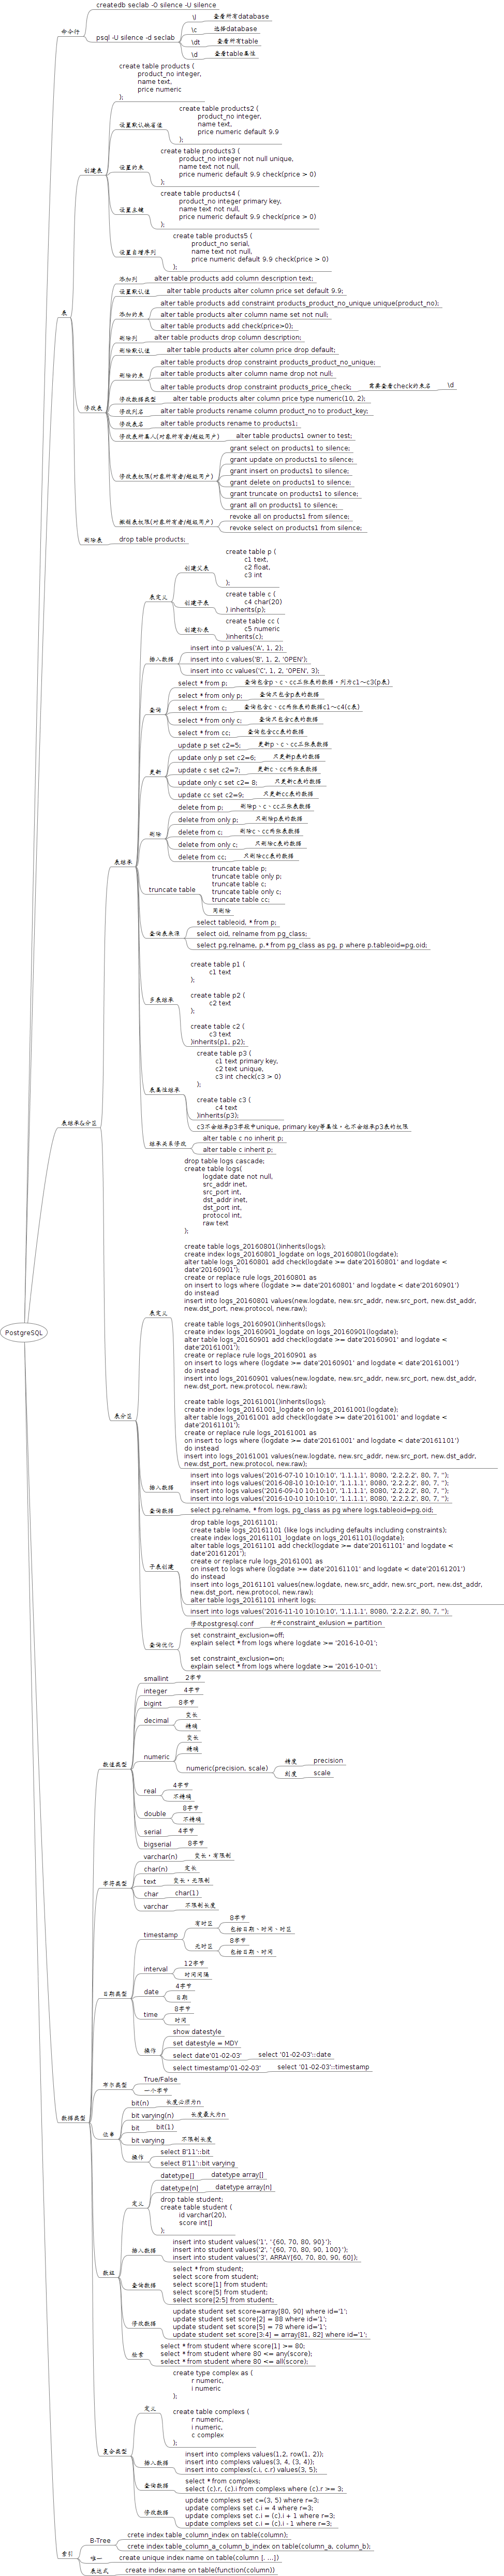 PostgreSQL
命令行
createdb seclab -O silence -U silence
psql -U silence -d seclab
\l
查看所有database
\c
选择database
\dt
查看所有table
\d
查看table属性
表
创建表
create table products (
product_no integer,
name text,
price numeric
);
设置默认缺省值
create table products2 (
product_no integer,
name text,
price numeric default 9.9
);
设置约束
create table products3 (
product_no integer not null unique,
name text not null,
price numeric default 9.9 check(price > 0)
);
设置主键
create table products4 (
product_no integer primary key,
name text not null,
price numeric default 9.9 check(price > 0)
);
设置自增序列
create table products5 (
product_no serial,
name text not null,
price numeric default 9.9 check(price > 0)
);
修改表
添加列
alter table products add column description text;
设置默认值
alter table products alter column price set default 9.9;
添加约束
alter table products add constraint products_product_no_unique unique(product_no);
alter table products alter column name set not null;
alter table products add check(price>0);
删除列
alter table products drop column description;
删除默认值
alter table products alter column price drop default;
删除约束
alter table products drop constraint products_product_no_unique;
alter table products alter column name drop not null;
alter table products drop constraint products_price_check;
需要查看check约束名
\d
修改数据类型
alter table products alter column price type numeric(10, 2);
修改列名
alter table products rename column product_no to product_key;
修改表名
alter table products rename to products1;
修改表所属人(对象所有者/超级用户)
alter table products1 owner to test;
修改表权限(对象所有者/超级用户)
grant select on products1 to silence;
grant update on products1 to silence;
grant insert on products1 to silence;
grant delete on products1 to silence;
grant truncate on products1 to silence;
grant all on products1 to silence;
撤销表权限(对象所有者/超级用户)
revoke all on products1 from silence;
revoke select on products1 from silence;
删除表
drop table products;
表继承&分区
表继承
表定义
创建父表
create table p (
c1 text,
c2 float,
c3 int
);
创建子表
create table c (
c4 char(20)
) inherits(p);
创建孙表
create table cc (
c5 numeric
)inherits(c);
插入数据
insert into p values('A', 1, 2);
insert into c values('B', 1, 2, 'OPEN');
insert into cc values('C', 1, 2, 'OPEN', 3);
查询
select * from p;
查询包含p、c、cc三张表的数据，列为c1~c3(p表)
select * from only p;
查询只包含p表的数据
select * from c;
查询包含c、cc两张表的数据c1~c4(c表)
select * from only c;
查询只包含c表的数据
select * from cc;
查询包含cc表的数据
更新
update p set c2=5;
更新p、c、cc三张表数据
update only p set c2=6;
只更新p表的数据
update c set c2=7;
更新c、cc两张表数据
update only c set c2= 8;
只更新c表的数据
update cc set c2=9;
只更新cc表的数据
删除
delete from p;
删除p、c、cc三张表数据
delete from only p;
只删除p表的数据
delete from c;
删除c、cc两张表数据
delete from only c;
只删除c表的数据
delete from cc;
只删除cc表的数据
truncate table
truncate table p;
truncate table only p;
truncate table c;
truncate table only c;
truncate table cc;
同删除
查询表来源
select tableoid, * from p;
select oid, relname from pg_class;
select pg.relname, p.* from pg_class as pg, p where p.tableoid=pg.oid;
多表继承
create table p1 (
c1 text
);
create table p2 (
c2 text
);
create table c2 (
c3 text
)inherits(p1, p2);
表属性继承
create table p3 (
c1 text primary key,
c2 text unique,
c3 int check(c3 > 0)
);
create table c3 (
c4 text
)inherits(p3);
c3不会继承p3字段中unique, primary key等属性，也不会继承p3表的权限
继承关系修改
alter table c no inherit p;
alter table c inherit p;
表分区
表定义
drop table logs cascade;
create table logs(
logdate date not null,
src_addr inet,
src_port int,
dst_addr inet,
dst_port int,
protocol int,
raw text
);
create table logs_20160801()inherits(logs);
create index logs_20160801_logdate on logs_20160801(logdate);
alter table logs_20160801 add check(logdate >= date'20160801' and logdate <
date'20160901');
create or replace rule logs_20160801 as
on insert to logs where (logdate >= date'20160801' and logdate < date'20160901')
do instead
insert into logs_20160801 values(new.logdate, new.src_addr, new.src_port, new.dst_addr,
new.dst_port, new.protocol, new.raw);
create table logs_20160901()inherits(logs);
create index logs_20160901_logdate on logs_20160901(logdate);
alter table logs_20160901 add check(logdate >= date'20160901' and logdate <
date'20161001');
create or replace rule logs_20160901 as
on insert to logs where (logdate >= date'20160901' and logdate < date'20161001')
do instead
insert into logs_20160901 values(new.logdate, new.src_addr, new.src_port, new.dst_addr,
new.dst_port, new.protocol, new.raw);
create table logs_20161001()inherits(logs);
create index logs_20161001_logdate on logs_20161001(logdate);
alter table logs_20161001 add check(logdate >= date'20161001' and logdate <
date'20161101');
create or replace rule logs_20161001 as
on insert to logs where (logdate >= date'20161001' and logdate < date'20161101')
do instead
insert into logs_20161001 values(new.logdate, new.src_addr, new.src_port, new.dst_addr,
new.dst_port, new.protocol, new.raw);
插入数据
insert into logs values('2016-07-10 10:10:10', '1.1.1.1', 8080, '2.2.2.2', 80, 7, '');
insert into logs values('2016-08-10 10:10:10', '1.1.1.1', 8080, '2.2.2.2', 80, 7, '');
insert into logs values('2016-09-10 10:10:10', '1.1.1.1', 8080, '2.2.2.2', 80, 7, '');
insert into logs values('2016-10-10 10:10:10', '1.1.1.1', 8080, '2.2.2.2', 80, 7, '');
查询数据
select pg.relname, * from logs, pg_class as pg where logs.tableoid=pg.oid;
子表创建
drop table logs_20161101;
create table logs_20161101 (like logs including defaults including constraints);
create index logs_20161101_logdate on logs_20161101(logdate);
alter table logs_20161101 add check(logdate >= date'20161101' and logdate <
date'20161201');
create or replace rule logs_20161001 as
on insert to logs where (logdate >= date'20161101' and logdate < date'20161201')
do instead
insert into logs_20161101 values(new.logdate, new.src_addr, new.src_port, new.dst_addr,
new.dst_port, new.protocol, new.raw);
alter table logs_20161101 inherit logs;
insert into logs values('2016-11-10 10:10:10', '1.1.1.1', 8080, '2.2.2.2', 80, 7, '');
查询优化
修改postgresql.conf
打开constraint_exlusion = partition
set constraint_exclusion=off;
explain select * from logs where logdate >= '2016-10-01';
set constraint_exclusion=on;
explain select * from logs where logdate >= '2016-10-01';
数据类型
数值类型
smallint
2字节
integer
4字节
bigint
8字节
decimal
变长
精确
numeric
变长
精确
numeric(precision, scale)
精度
precision
刻度
scale
real
4字节
不精确
double
8字节
不精确
serial
4字节
bigserial
8字节
字符类型
varchar(n)
变长，有限制
char(n)
定长
text
变长，无限制
char
char(1)
varchar
不限制长度
日期类型
timestamp
有时区
8字节
包括日期、时间、时区
无时区
8字节
包括日期、时间
interval
12字节
时间间隔
date
4字节
日期
time
8字节
时间
操作
show datestyle
set datestyle = MDY
select date'01-02-03'
select '01-02-03'::date
select timestamp'01-02-03'
select '01-02-03'::timestamp
布尔类型
True/False
一个字节
位串
bit(n)
长度必须为n
bit varying(n)
长度最大为n
bit
bit(1)
bit varying
不限制长度
操作
select B'11'::bit
select B'11'::bit varying
数组
定义
datetype[]
datetype array[]
datetype[n]
datetype array[n]
drop table student;
create table student (
id varchar(20),
score int[]
);
插入数据
insert into student values('1', '{60, 70, 80, 90}');
insert into student values('2', '{60, 70, 80, 90, 100}');
insert into student values('3', ARRAY[60, 70, 80, 90, 60]);
查询数据
select * from student;
select score from student;
select score[1] from student;
select score[5] from student;
select score[2:5] from student;
修改数据
update student set score=array[80, 90] where id='1';
update student set score[2] = 88 where id='1';
update student set score[5] = 78 where id='1';
update student set score[3:4] = array[81, 82] where id='1';
检索
select * from student where score[1] >= 80;
select * from student where 80 <= any(score);
select * from student where 80 <= all(score);
复合类型
定义
create type complex as (
r numeric,
i numeric
);
create table complexs (
r numeric,
i numeric,
c complex
);
插入数据
insert into complexs values(1,2, row(1, 2));
insert into complexs values(3, 4, (3, 4));
insert into complexs(c.i, c.r) values(3, 5);
查询数据
select * from complexs;
select (c).r, (c).i from complexs where (c).r >= 3;
修改数据
update complexs set c=(3, 5) where r=3;
update complexs set c.i = 4 where r=3;
update complexs set c.i = (c).i + 1 where r=3;
update complexs set c.i = (c).i - 1 where r=3;
索引
B-Tree
crete index table_column_index on table(column);
crete index table_column_a_column_b_index on table(column_a, column_b);
唯一
create unique index name on table(column [, ...])
表达式
create index name on table(function(column))